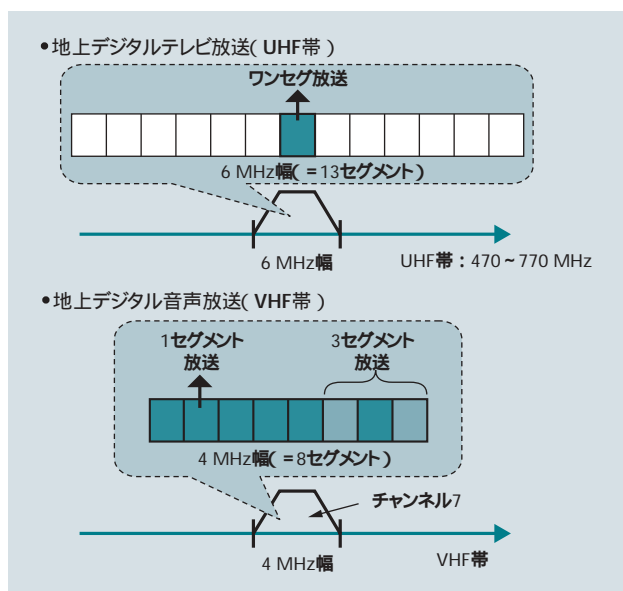 •地上デジタルテレビ放送( UHF帯 )
ワンセグ放送
6 MHz幅( =13セグメント)
6 MHz幅
UHF帯：470~770 MHz
•地上デジタル音声放送( VHF帯 )
1セグメント
放送
3セグメント
放送
4 MHz幅( =8セグメント)
チャンネル7
4 MHz幅
VHF帯